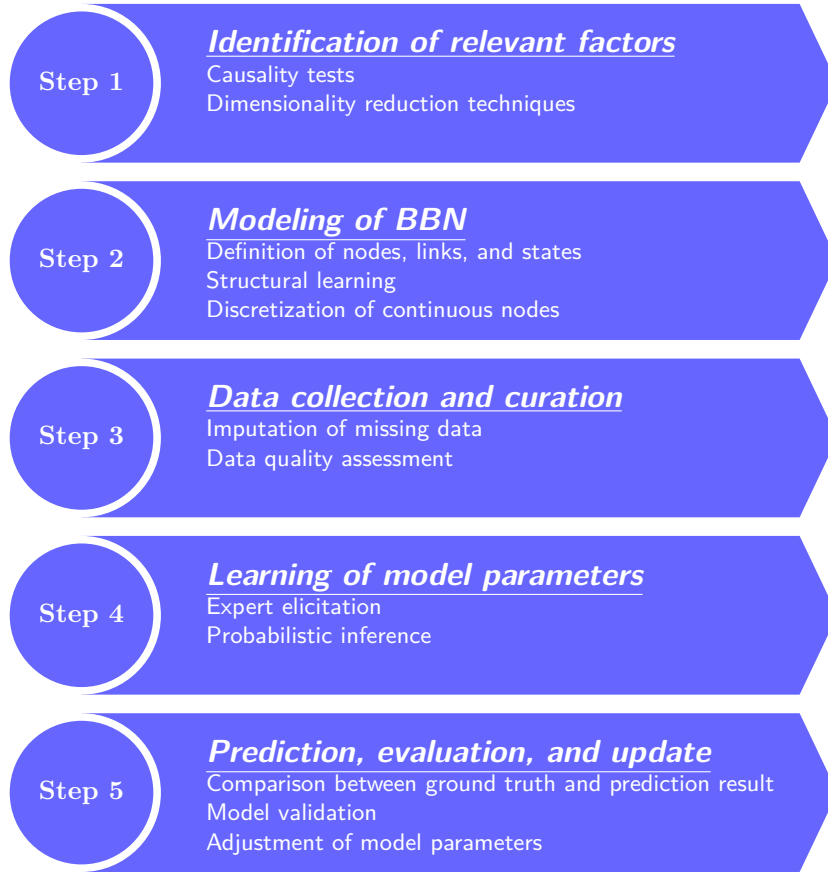 Step 1
Identification of relevant factors
Causality tests
Dimensionality reduction techniques
Step 2
Modeling of BBN
Definition of nodes, links, and states
Structural learning
Discretization of continuous nodes
Step 3
Data collection and curation
Imputation of missing data
Data quality assessment
Step 4
Learning of model parameters
Expert elicitation
Probabilistic inference
Step 5
Prediction, evaluation, and update
Comparison between ground truth and prediction result
Model validation
Adjustment of model parameters